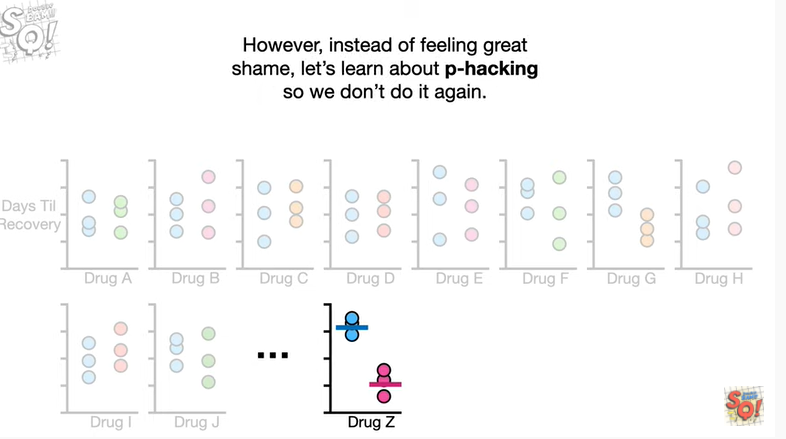 However, instead of feeling great
shame, let's learn about p-hacking
so we don't do it again.
Days Til
Recovery
Drug A
Drug B
Drug C
Drug D
Drug E
Drug F
Drug G
Drug H
Drug I
Drug J
...
Drug Z